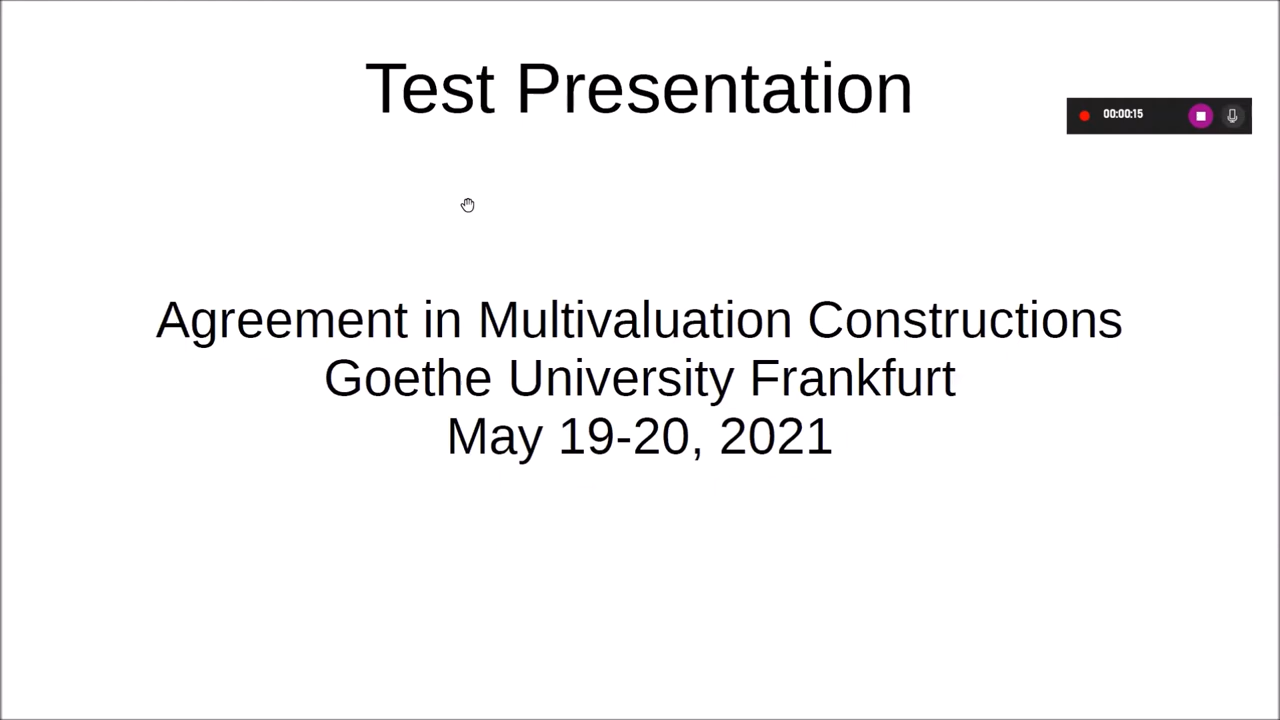 Test Presentation
00:00:15
Agreement in Multivaluation Constructions
Goethe University Frankfurt
May 19-20, 2021